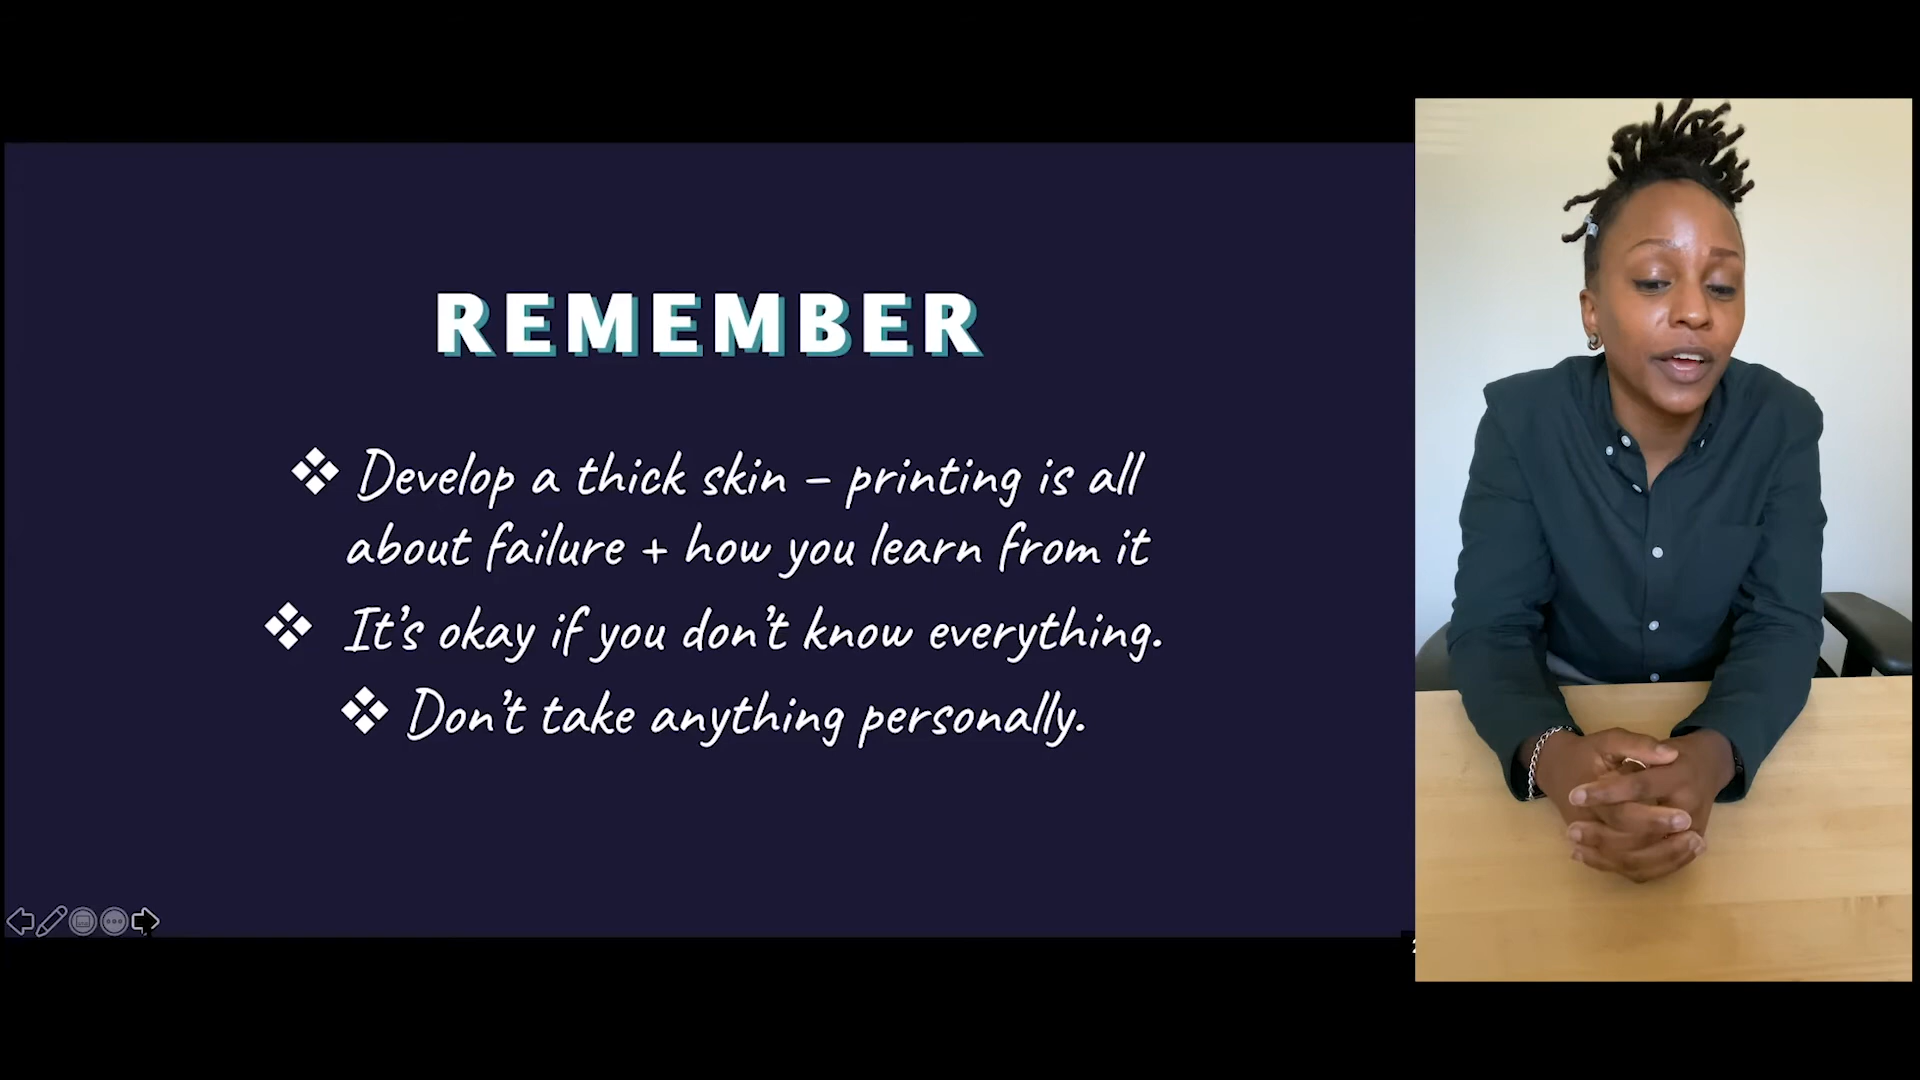 REMEMBER
❖ Develop a thick skin – printing is all
about failure + how you learn from it
❖ It's okay if you don't know everything.
❖ Don't take anything personally.